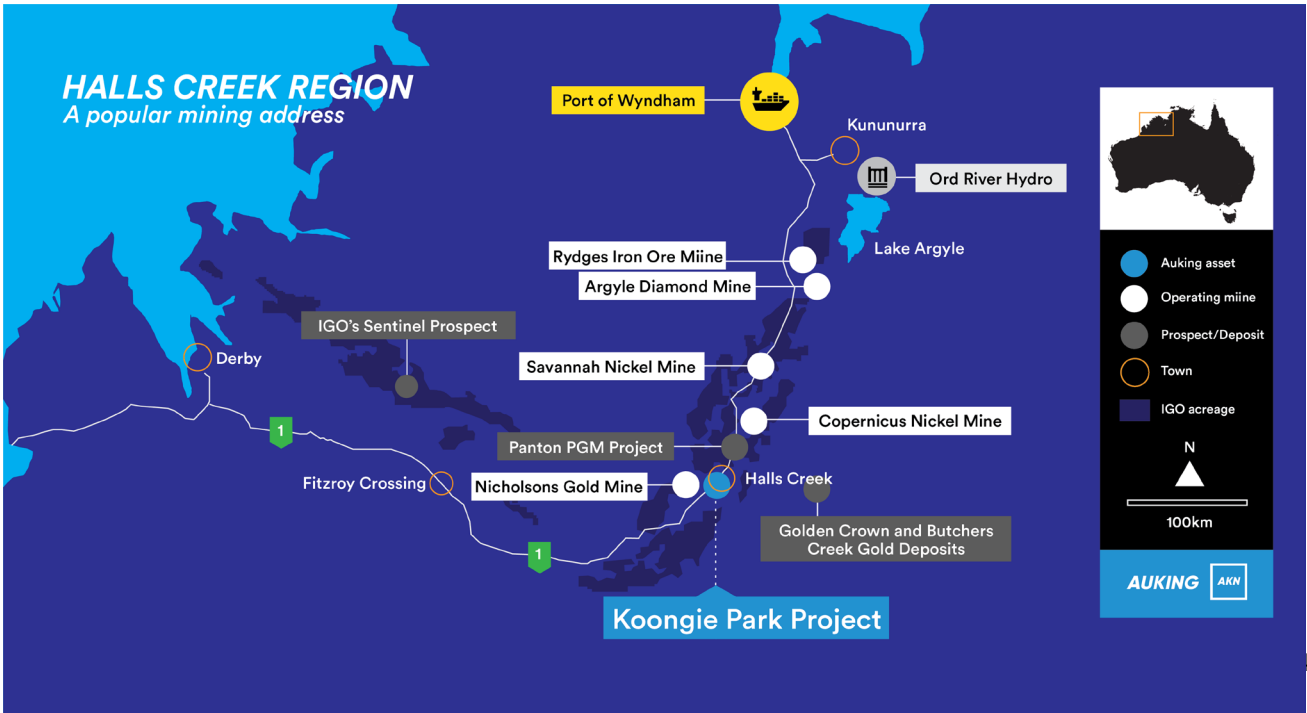 HALLS CREEK REGION
A popular mining address
Port of Wyndham
Kununurra
Ord River Hydro
Lake Argyle
Rydges Iron Ore Miine
Argyle Diamond Mine
IGO's Sentinel Prospect
Derby
Savannah Nickel Mine
Copernicus Nickel Mine
1
Panton PGM Project
Fitzroy Crossing
Nicholsons Gold Mine
Halls Creek
Golden Crown and Butchers
Creek Gold Deposits
1
Koongie Park Project
Auking asset
Operating miine
Prospect/Deposit
Town
IGO acreage
N
100km
AUKING
AKN